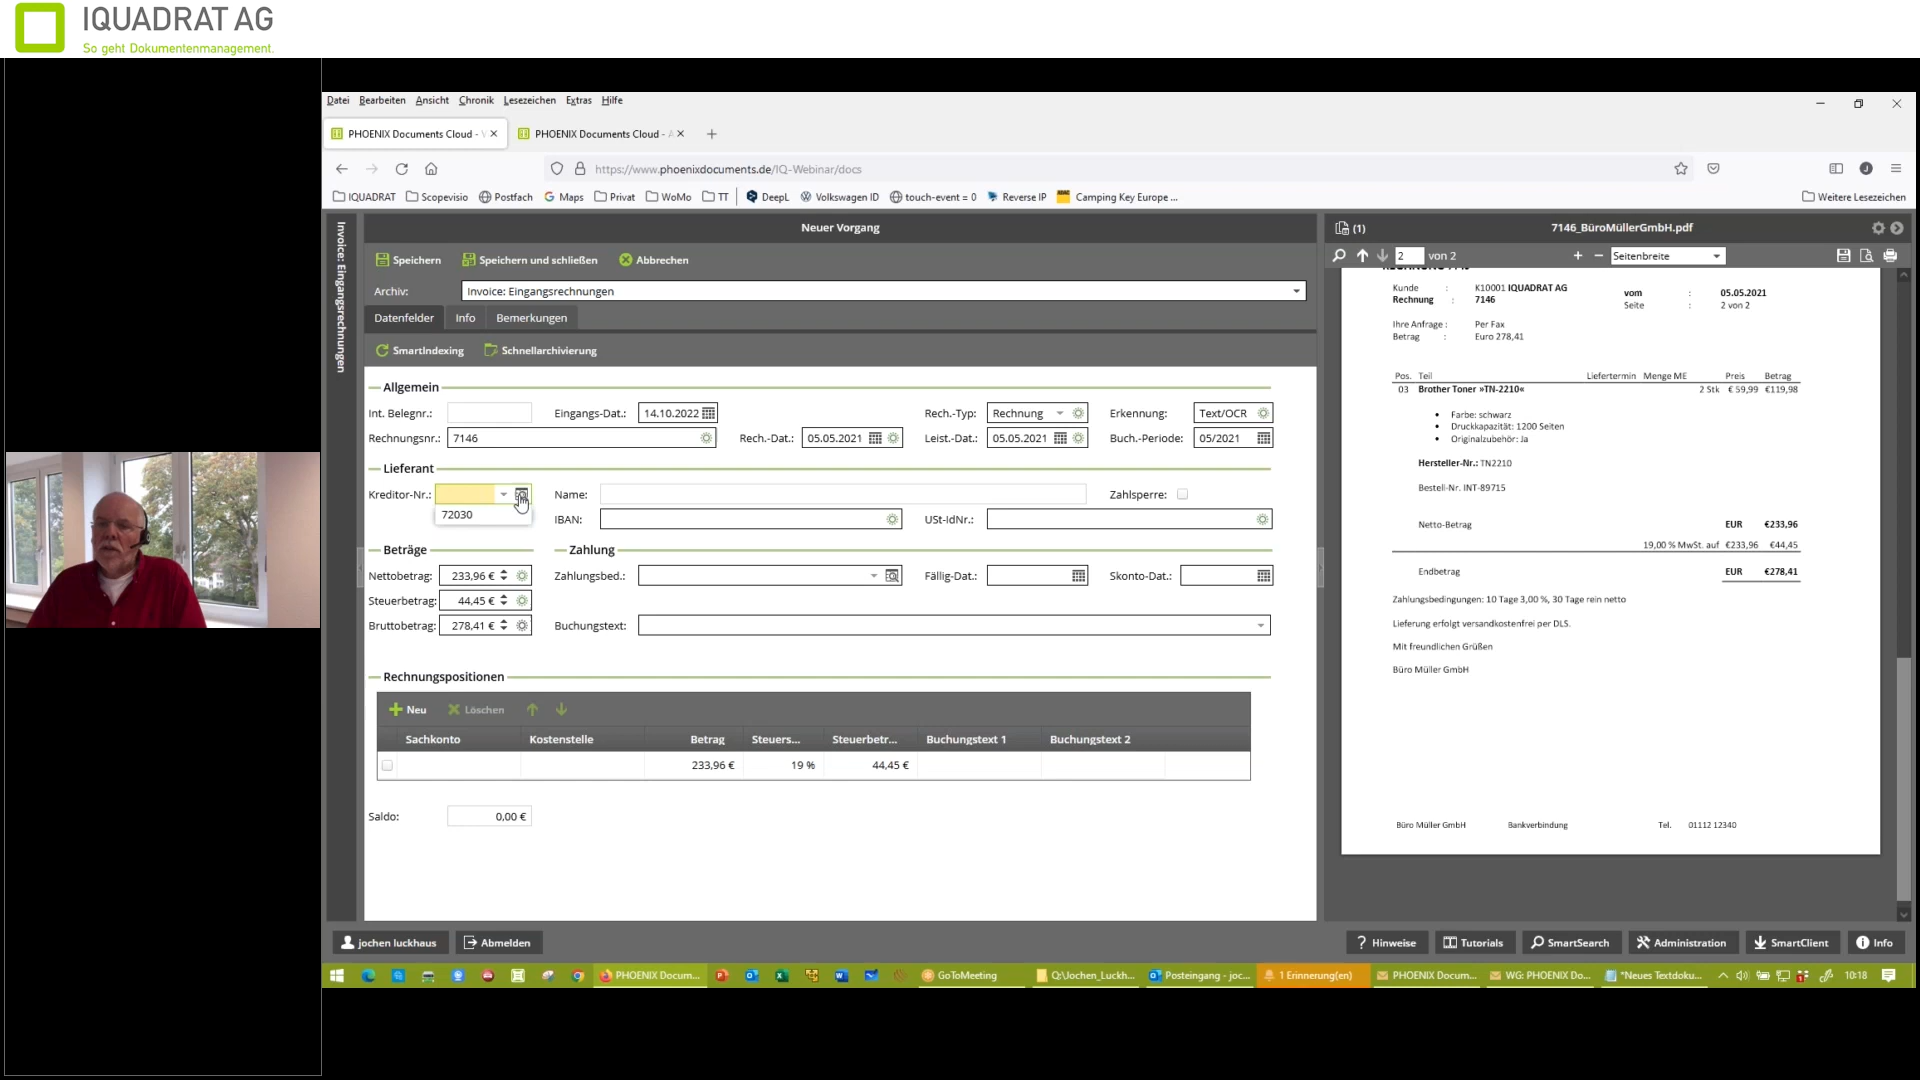 IQUADRAT AG
So geht Dokumentenmanagement.
Datei Bearbeiten Ansicht Chronik Lesezeichen Extras Hilfe
PHOENIX Documents Cloud - PHOENIX Documents Cloud -
https://www.phoenixdocuments.de/IQ-Webinar/docs
IQUADRAT Scopevisio Postfach Maps Privat WoMo TT DeepL Volkswagen ID touch-event = 0 Reverse IP Camping Key Europe ... Weitere Lesezeichen
Invoice: Eingangsrechnungen
Neuer Vorgang
Speichern Speichern und schließen Abbrechen
Archiv: Invoice: Eingangsrechnungen
Datenfelder Info Bemerkungen
SmartIndexing Schnellarchivierung
Allgemein
Int. Belegnr.: Eingangs-Dat.: 14.10.2022 Rech.-Typ: Rechnung Erkennung: Text/OCR
Rechnungsnr.: 7146 Rech.-Dat.: 05.05.2021 Leist.-Dat.: 05.05.2021 Buch.-Periode: 05/2021
Lieferant
Kreditor-Nr.: Name: Zahlsperre:
72030 IBAN: USt-IdNr.:
Beträge Zahlung
Nettobetrag: 233,96 € Zahlungsbed.: Fällig-Dat.: Skonto-Dat.:
Steuerbetrag: 44,45 €
Bruttobetrag: 278,41 € Buchungstext:
Rechnungspositionen
Neu Löschen
Sachkonto Kostenstelle Betrag Steuers... Steuerbetr... Buchungstext 1 Buchungstext 2
233,96 € 19 % 44,45 €
Saldo: 0,00 €
(1) 7146_BüroMüllerGmbH.pdf
2 von 2 + − Seitenbreite
Kunde : K10001 IQUADRAT AG vom : 05.05.2021
Rechnung : 7146 Seite : 2 von 2
Ihre Anfrage : Per Fax
Betrag : Euro 278,41
Pos. Teil Liefertermin Menge ME Preis Betrag
03 Brother Toner »TN-2210« 2 Stk € 59,99 €119,98
• Farbe: schwarz
• Druckkapazität: 1200 Seiten
• Originalzubehör: Ja
Hersteller-Nr.: TN2210
Bestell-Nr. INT-89715
Netto-Betrag EUR €233,96
19,00 % MwSt. auf €233,96 €44,45
Endbetrag EUR €278,41
Zahlungsbedingungen: 10 Tage 3,00 %, 30 Tage rein netto
Lieferung erfolgt versandkostenfrei per DLS.
Mit freundlichen Grüßen
Büro Müller GmbH
Büro Müller GmbH Bankverbindung Tel. 01112 12340
jochen luckhaus Abmelden ? Hinweise Tutorials SmartSearch Administration SmartClient Info
PHOENIX Docum... GoToMeeting Q:\Jochen_Luckh... Posteingang - joc... 1 Erinnerung(en) PHOENIX Docum... WG: PHOENIX Do... *Neues Textdoku... 10:18